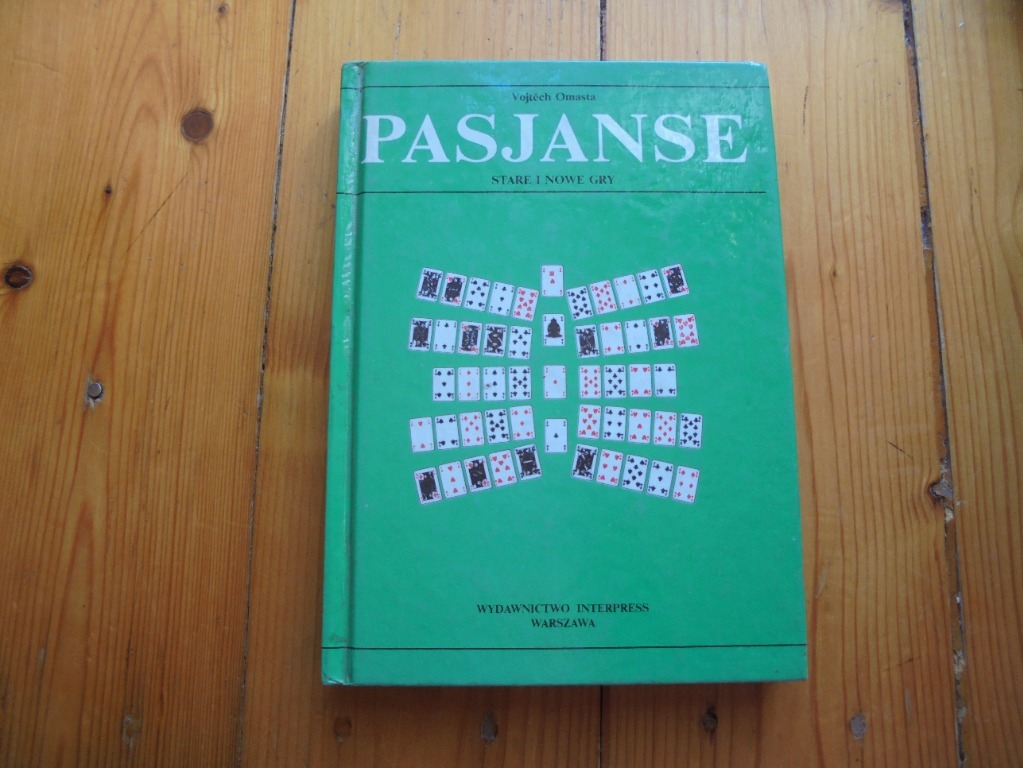 Vojtěch Omasta
PASJANSE
STARE I NOWE GRY
WYDAWNICTWO INTERPRESS
WARSZAWA